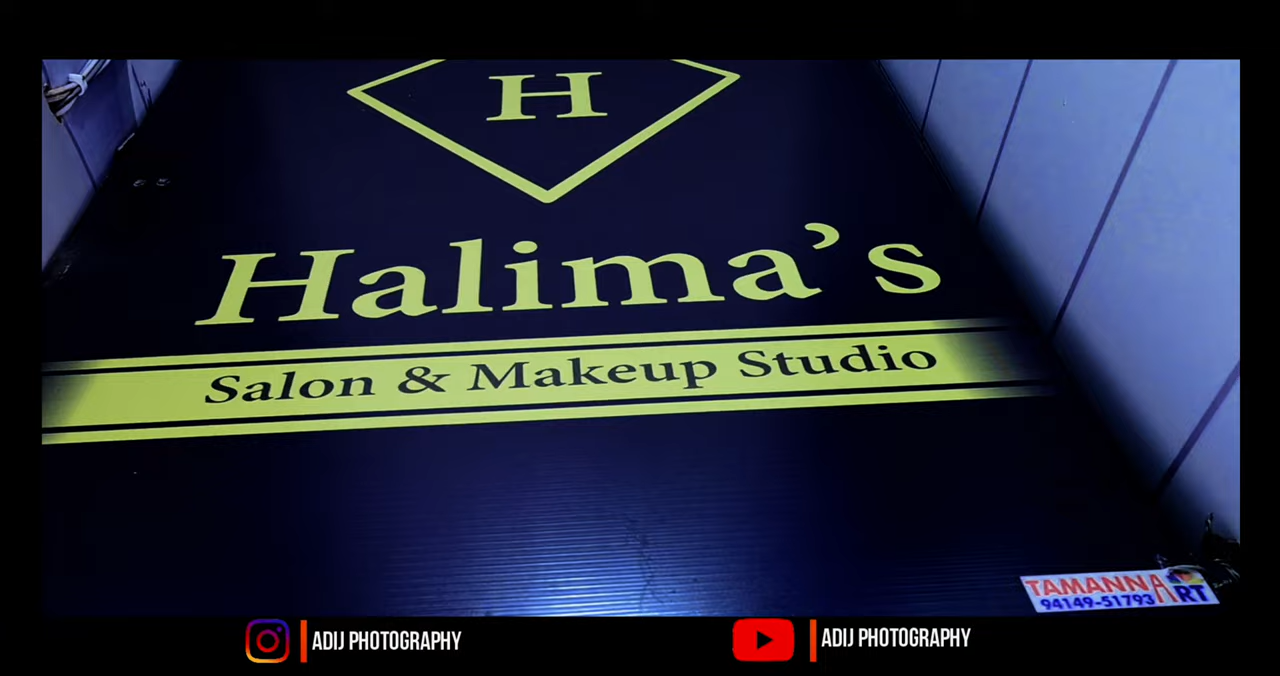 H
Halima's
Salon & Makeup Studio
TAMANNA ART
94149-51793
ADIJ PHOTOGRAPHY
ADIJ PHOTOGRAPHY